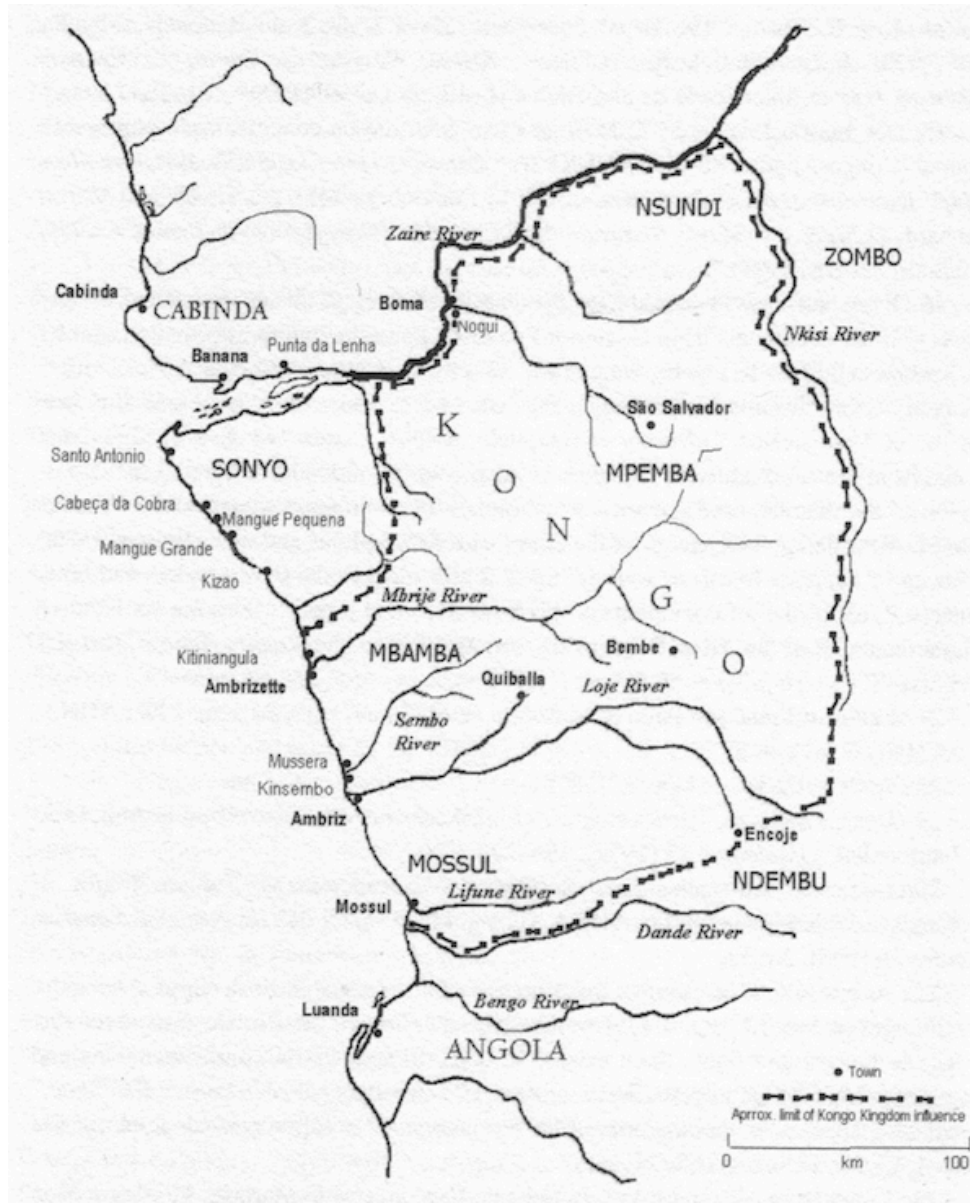 NSUNDI
ZOMBO
Zaire River
Cabinda
CABINDA
Boma
Noqui
Nkisi River
Banana
Punta da Lenha
São Salvador
K
O
N
G
O
SONYO
MPEMBA
Santo Antonio
Cabeça da Cobra
Mangue Pequena
Mangue Grande
Kizao
Mbrije River
MBAMBA
Bembe
Kitiniangula
Ambrizette
Quiballa
Loje River
Sembo
River
Mussera
Kinsembo
Ambriz
Encoje
MOSSUL
NDEMBU
Lifune River
Mossul
Dande River
Bengo River
Luanda
ANGOLA
Town
Aprrox. limit of Kongo Kingdom influence
0
km
100